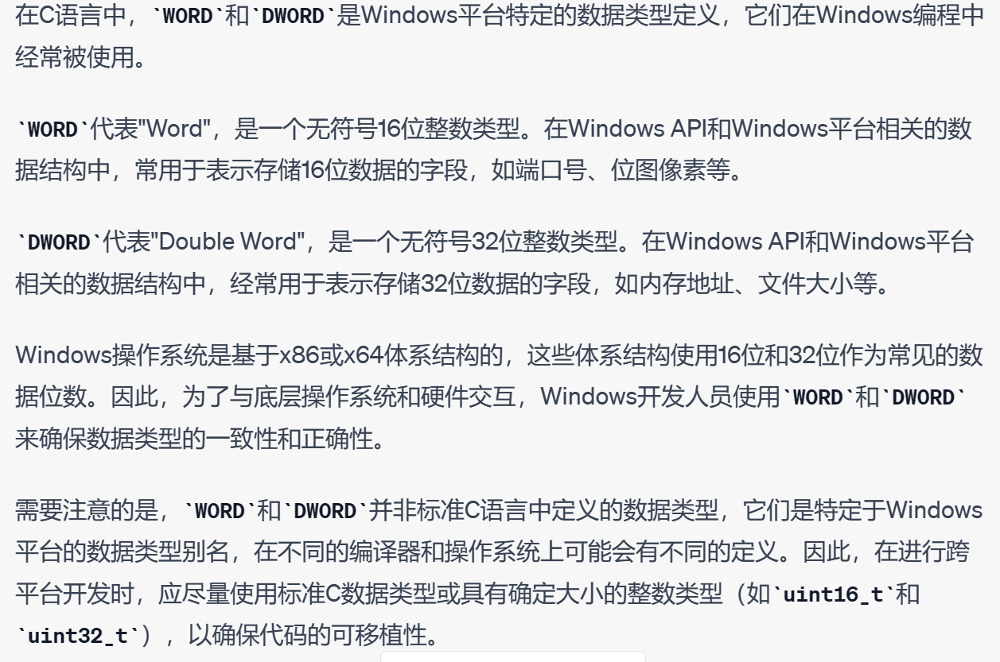 在C语言中，`WORD`和`DWORD`是Windows平台特定的数据类型定义，它们在Windows编程中
经常被使用。
`WORD`代表"Word"，是一个无符号16位整数类型。在Windows API和Windows平台相关的数
据结构中，常用于表示存储16位数据的字段，如端口号、位图像素等。
`DWORD`代表"Double Word"，是一个无符号32位整数类型。在Windows API和Windows平台
相关的数据结构中，经常用于表示存储32位数据的字段，如内存地址、文件大小等。
Windows操作系统是基于x86或x64体系结构的，这些体系结构使用16位和32位作为常见的数
据位数。因此，为了与底层操作系统和硬件交互，Windows开发人员使用`WORD`和`DWORD`
来确保数据类型的一致性和正确性。
需要注意的是，`WORD`和`DWORD`并非标准C语言中定义的数据类型，它们是特定于Windows
平台的数据类型别名，在不同的编译器和操作系统上可能会有不同的定义。因此，在进行跨
平台开发时，应尽量使用标准C数据类型或具有确定大小的整数类型（如`uint16_t`和
`uint32_t`），以确保代码的可移植性。